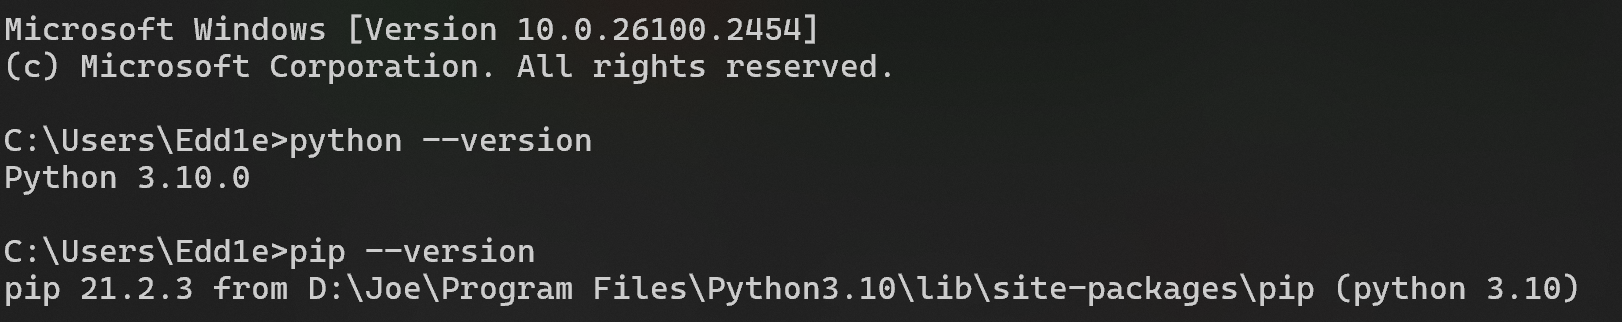 Microsoft Windows [Version 10.0.26100.2454]
(c) Microsoft Corporation. All rights reserved.
C:\Users\Edd1e>python --version
Python 3.10.0
C:\Users\Edd1e>pip --version
pip 21.2.3 from D:\Joe\Program Files\Python3.10\lib\site-packages\pip (python 3.10)